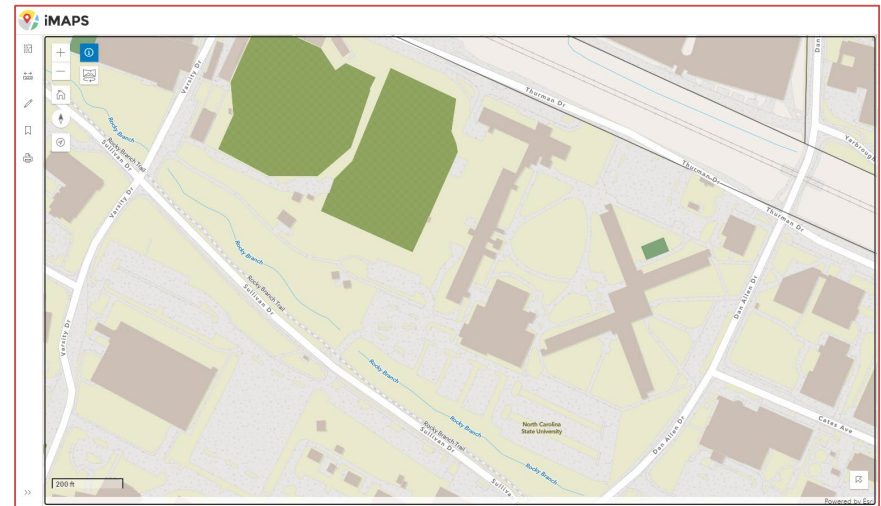 iMAPS
Varsity Dr
Dan
Thurman Dr
Yarbrough
Rocky Branch
Rocky Branch Trail
Sullivan Dr
Thurman Dr
Varsity Dr
Thurman Dr
Rocky Branch
Rocky Branch Trail
Sullivan Dr
Dan Allen Dr
Varsity Dr
Rocky Branch
Rocky Branch
North Carolina
State University
Cates Ave
Rocky Branch Trail
Sullivan Dr
Dan Allen Dr
Rocky Branch
Sulliva
200 ft
Powered by Esri